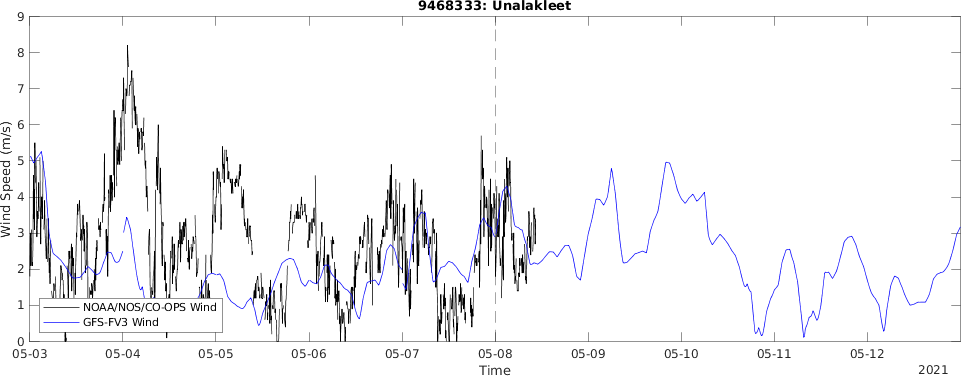 9468333: Unalakleet
Wind Speed (m/s)
9
8
7
6
5
4
3
2
1
0
NOAA/NOS/CO-OPS Wind
GFS-FV3 Wind
05-03 05-04 05-05 05-06 05-07 05-08 05-09 05-10 05-11 05-12
Time
2021